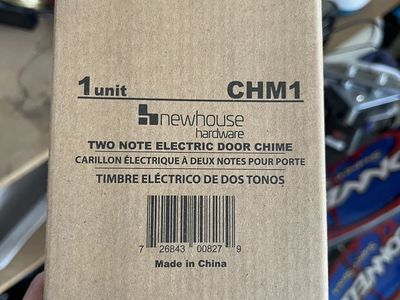 1 unit CHM1
newhouse
hardware
TWO NOTE ELECTRIC DOOR CHIME
CARILLON ÉLECTRIQUE À DEUX NOTES POUR PORTE
TIMBRE ELÉCTRICO DE DOS TONOS
7 26843 00827 9
Made in China